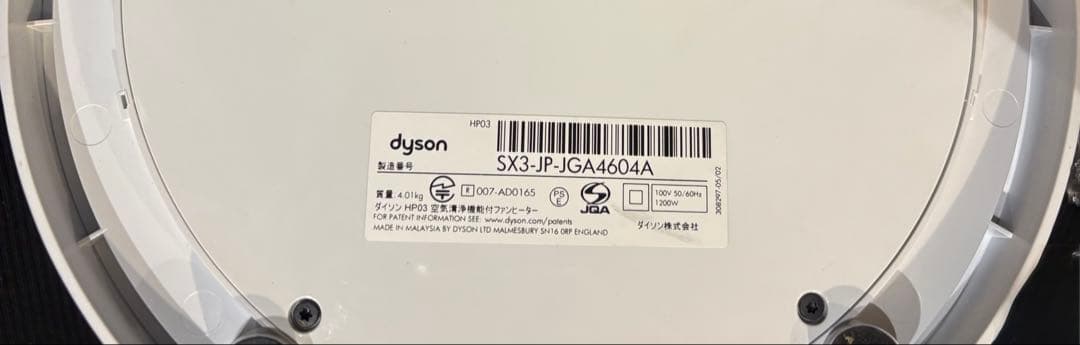 HP03
dyson
製造番号
SX3-JP-JGA4604A
質量: 4.01kg
R 007-AD0165
PS E
JQA
100V 50/60Hz
1200W
ダイソン HP03 空気清浄機能付ファンヒーター
FOR PATENT INFORMATION SEE: www.dyson.com/patents
MADE IN MALAYSIA BY DYSON LTD MALMESBURY SN16 0RP ENGLAND
ダイソン株式会社
308297-05/02